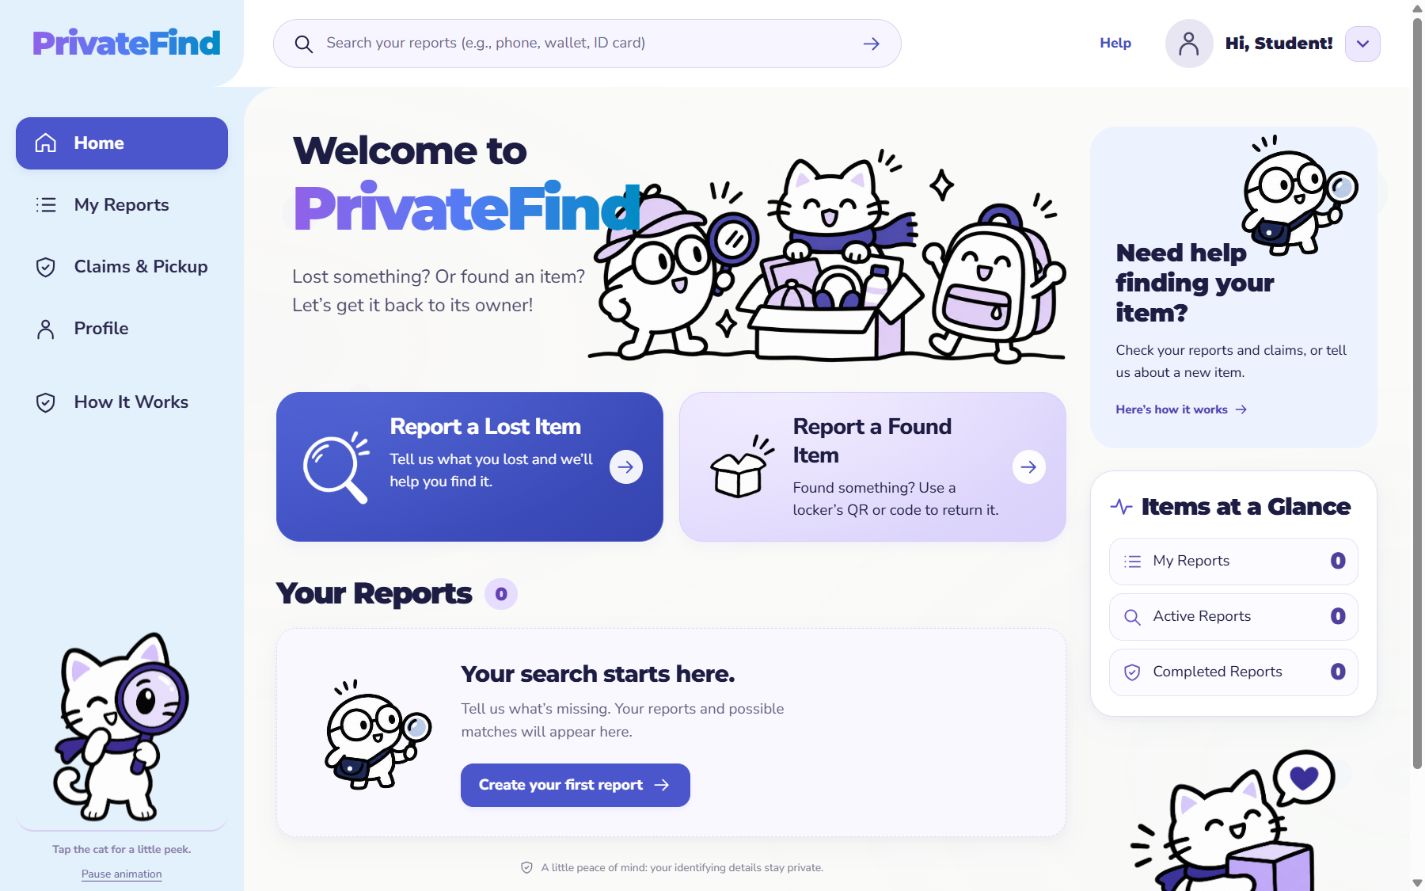 PrivateFind
Search your reports (e.g., phone, wallet, ID card)
Help
Hi, Student!
Home
My Reports
Claims & Pickup
Profile
How It Works
Tap the cat for a little peek.
Pause animation
Welcome to
PrivateFind
Lost something? Or found an item?
Let’s get it back to its owner!
Report a Lost Item
Tell us what you lost and we’ll
help you find it.
Report a Found
Item
Found something? Use a
locker’s QR or code to return it.
Your Reports 0
Your search starts here.
Tell us what’s missing. Your reports and possible
matches will appear here.
Create your first report
A little peace of mind: your identifying details stay private.
Need help
finding your
item?
Check your reports and claims, or tell
us about a new item.
Here’s how it works
Items at a Glance
My Reports 0
Active Reports 0
Completed Reports 0